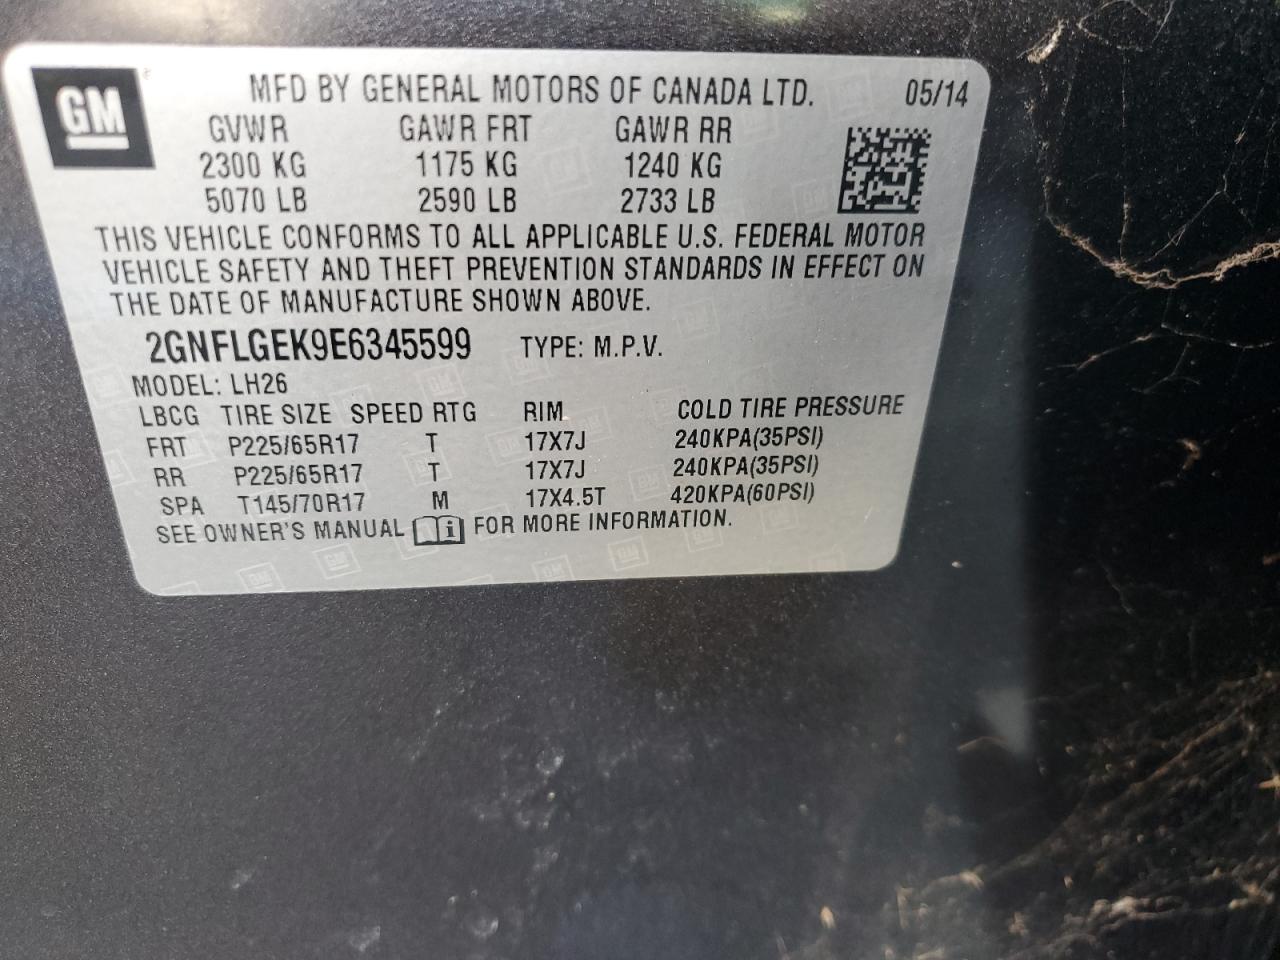 GM
MFD BY GENERAL MOTORS OF CANADA LTD. 05/14
GVWR GAWR FRT GAWR RR
2300 KG 1175 KG 1240 KG
5070 LB 2590 LB 2733 LB
THIS VEHICLE CONFORMS TO ALL APPLICABLE U.S. FEDERAL MOTOR
VEHICLE SAFETY AND THEFT PREVENTION STANDARDS IN EFFECT ON
THE DATE OF MANUFACTURE SHOWN ABOVE.
2GNFLGEK9E6345599 TYPE: M.P.V.
MODEL: LH26
LBCG TIRE SIZE SPEED RTG RIM COLD TIRE PRESSURE
FRT P225/65R17 T 17X7J 240KPA(35PSI)
RR P225/65R17 T 17X7J 240KPA(35PSI)
SPA T145/70R17 M 17X4.5T 420KPA(60PSI)
SEE OWNER'S MANUAL i FOR MORE INFORMATION.